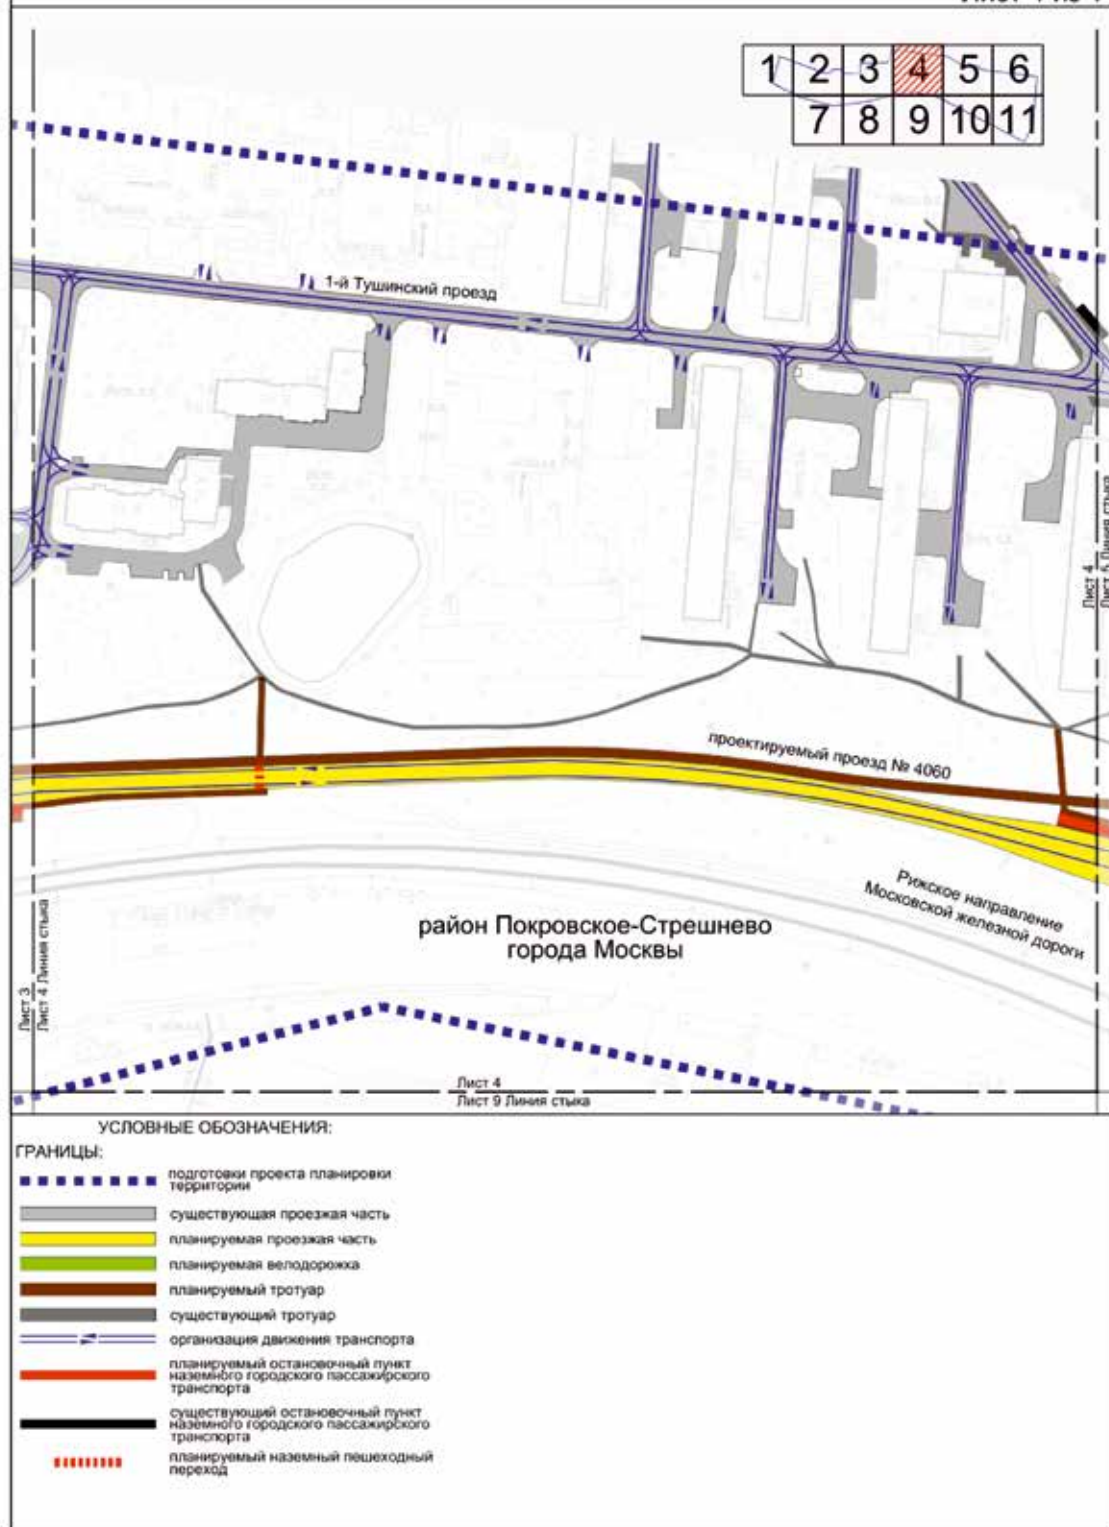 1 2 3 4 5 6
7 8 9 10 11
1-й Тушинский проезд
Лист 4
Лист 5 Линия стыка
проектируемый проезд № 4060
Рижское направление
Московской железной дороги
район Покровское-Стрешнево
города Москвы
Лист 3
Лист 4 Линия стыка
Лист 4
Лист 9 Линия стыка
УСЛОВНЫЕ ОБОЗНАЧЕНИЯ:
ГРАНИЦЫ:
подготовки проекта планировки
территории
существующая проезжая часть
планируемая проезжая часть
планируемая велодорожка
планируемый тротуар
существующий тротуар
организация движения транспорта
планируемый остановочный пункт
наземного городского пассажирского
транспорта
существующий остановочный пункт
наземного городского пассажирского
транспорта
планируемый наземный пешеходный
переход